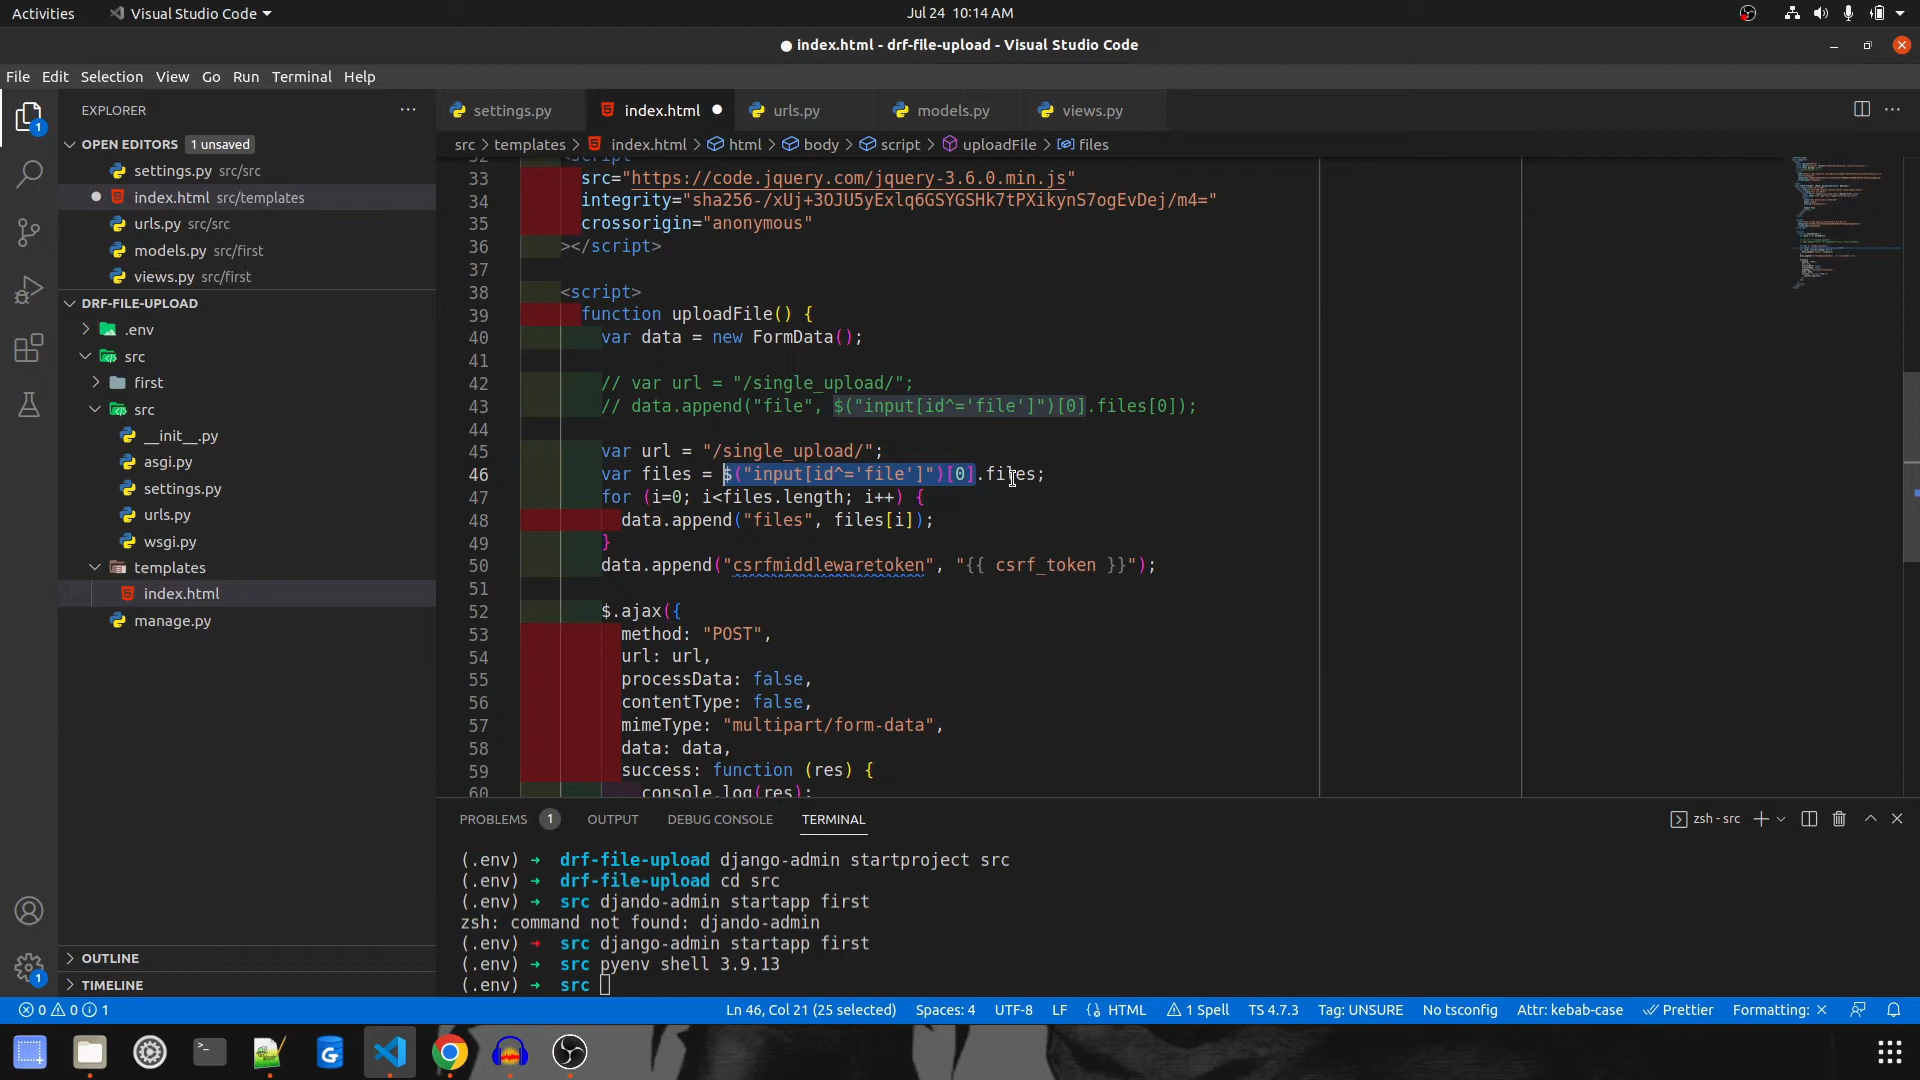 Activities
Visual Studio Code
Jul 24 10:14 AM
● index.html - drf-file-upload - Visual Studio Code
File Edit Selection View Go Run Terminal Help
EXPLORER
OPEN EDITORS 1 unsaved
settings.py src/src
index.html src/templates
urls.py src/src
models.py src/first
views.py src/first
DRF-FILE-UPLOAD
.env
src
first
src
__init__.py
asgi.py
settings.py
urls.py
wsgi.py
templates
index.html
manage.py
OUTLINE
TIMELINE
settings.py index.html urls.py models.py views.py
src > templates > index.html > html > body > script > uploadFile > files
32 <script
33 src="https://code.jquery.com/jquery-3.6.0.min.js"
34 integrity="sha256-/xUj+3OJU5yExlq6GSYGSHk7tPXikynS7ogEvDej/m4="
35 crossorigin="anonymous"
36 ></script>
37
38 <script>
39 function uploadFile() {
40 var data = new FormData();
41
42 // var url = "/single_upload/";
43 // data.append("file", $("input[id^='file']")[0].files[0]);
44
45 var url = "/single_upload/";
46 var files = $("input[id^='file']")[0].files;
47 for (i=0; i<files.length; i++) {
48 data.append("files", files[i]);
49 }
50 data.append("csrfmiddlewaretoken", "{{ csrf_token }}");
51
52 $.ajax({
53 method: "POST",
54 url: url,
55 processData: false,
56 contentType: false,
57 mimeType: "multipart/form-data",
58 data: data,
59 success: function (res) {
60 console.log(res);
PROBLEMS 1 OUTPUT DEBUG CONSOLE TERMINAL
zsh - src
(.env) → drf-file-upload django-admin startproject src
(.env) → drf-file-upload cd src
(.env) → src djando-admin startapp first
zsh: command not found: djando-admin
(.env) → src django-admin startapp first
(.env) → src pyenv shell 3.9.13
(.env) → src
0 0 1
Ln 46, Col 21 (25 selected) Spaces: 4 UTF-8 LF HTML 1 Spell TS 4.7.3 Tag: UNSURE No tsconfig Attr: kebab-case Prettier Formatting: ✕